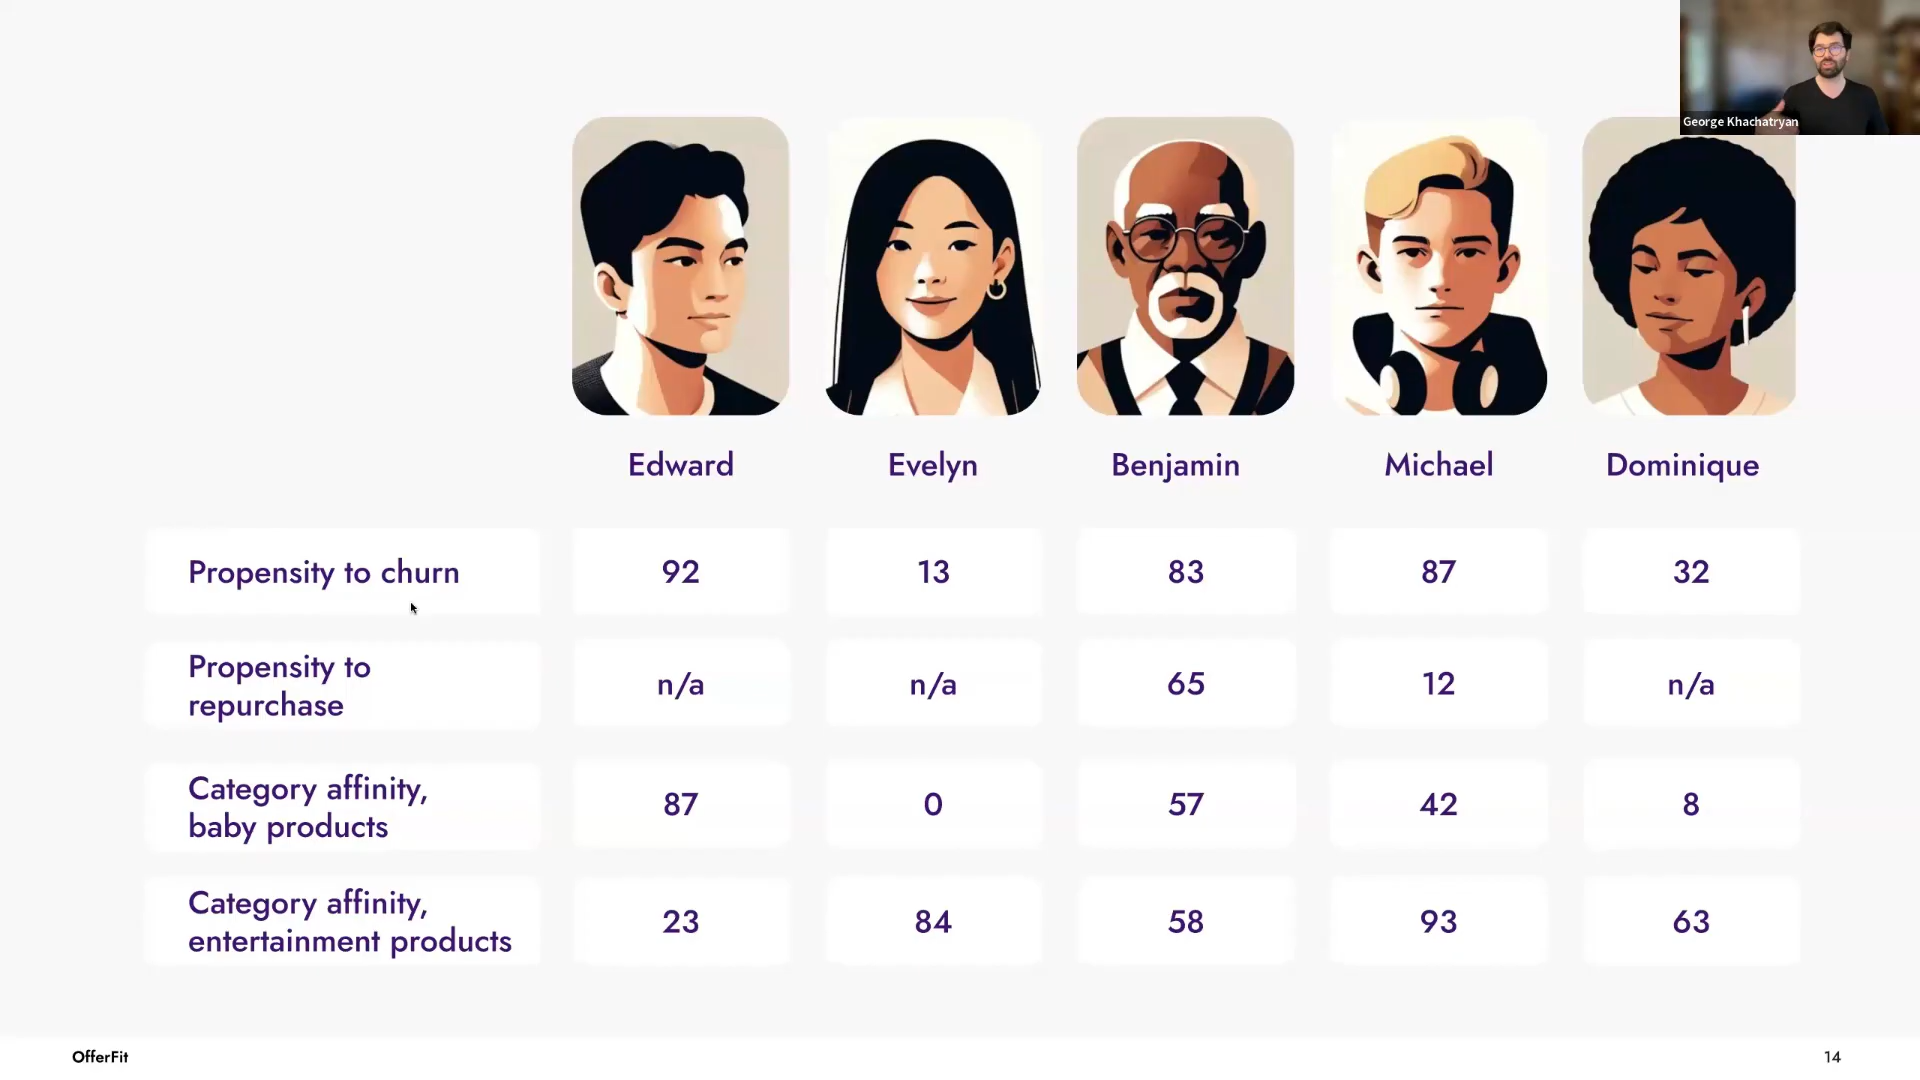 George Khachatryan
Edward Evelyn Benjamin Michael Dominique
Propensity to churn 92 13 83 87 32
Propensity to
repurchase n/a n/a 65 12 n/a
Category affinity,
baby products 87 0 57 42 8
Category affinity,
entertainment products 23 84 58 93 63
OfferFit 14